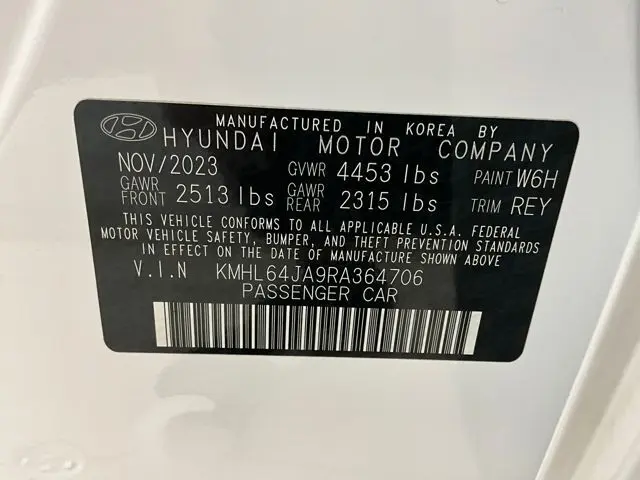 MANUFACTURED IN KOREA BY
HYUNDAI MOTOR COMPANY
NOV/2023 GVWR 4453 lbs PAINT W6H
GAWR FRONT 2513 lbs GAWR REAR 2315 lbs TRIM REY
THIS VEHICLE CONFORMS TO ALL APPLICABLE U.S.A. FEDERAL
MOTOR VEHICLE SAFETY, BUMPER, AND THEFT PREVENTION STANDARDS
IN EFFECT ON THE DATE OF MANUFACTURE SHOWN ABOVE
V.I.N KMHL64JA9RA364706
PASSENGER CAR